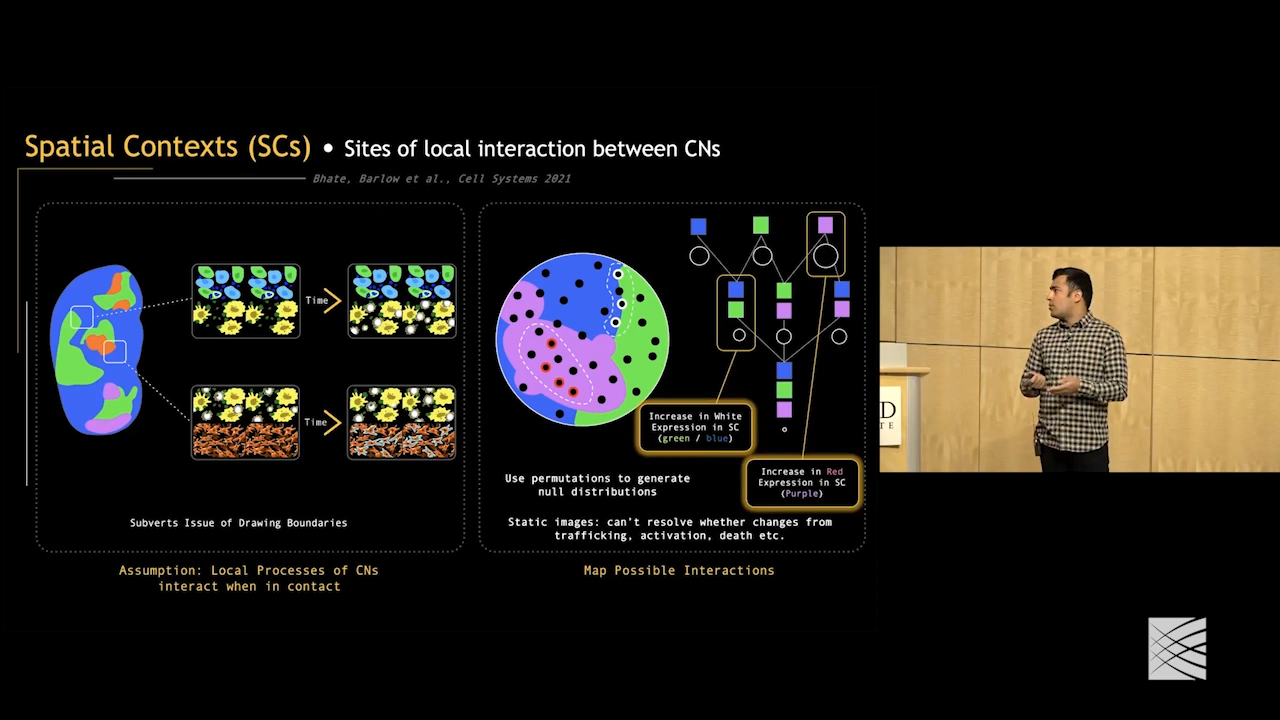 Spatial Contexts (SCs) • Sites of local interaction between CNs
Bhate, Barlow et al., Cell Systems 2021
Time
Time
Subverts Issue of Drawing Boundaries
Assumption: Local Processes of CNs
interact when in contact
Increase in White
Expression in SC
(green / blue)
Increase in Red
Expression in SC
(Purple)
Use permutations to generate
null distributions
Static images: can't resolve whether changes from
trafficking, activation, death etc.
Map Possible Interactions
D
TE